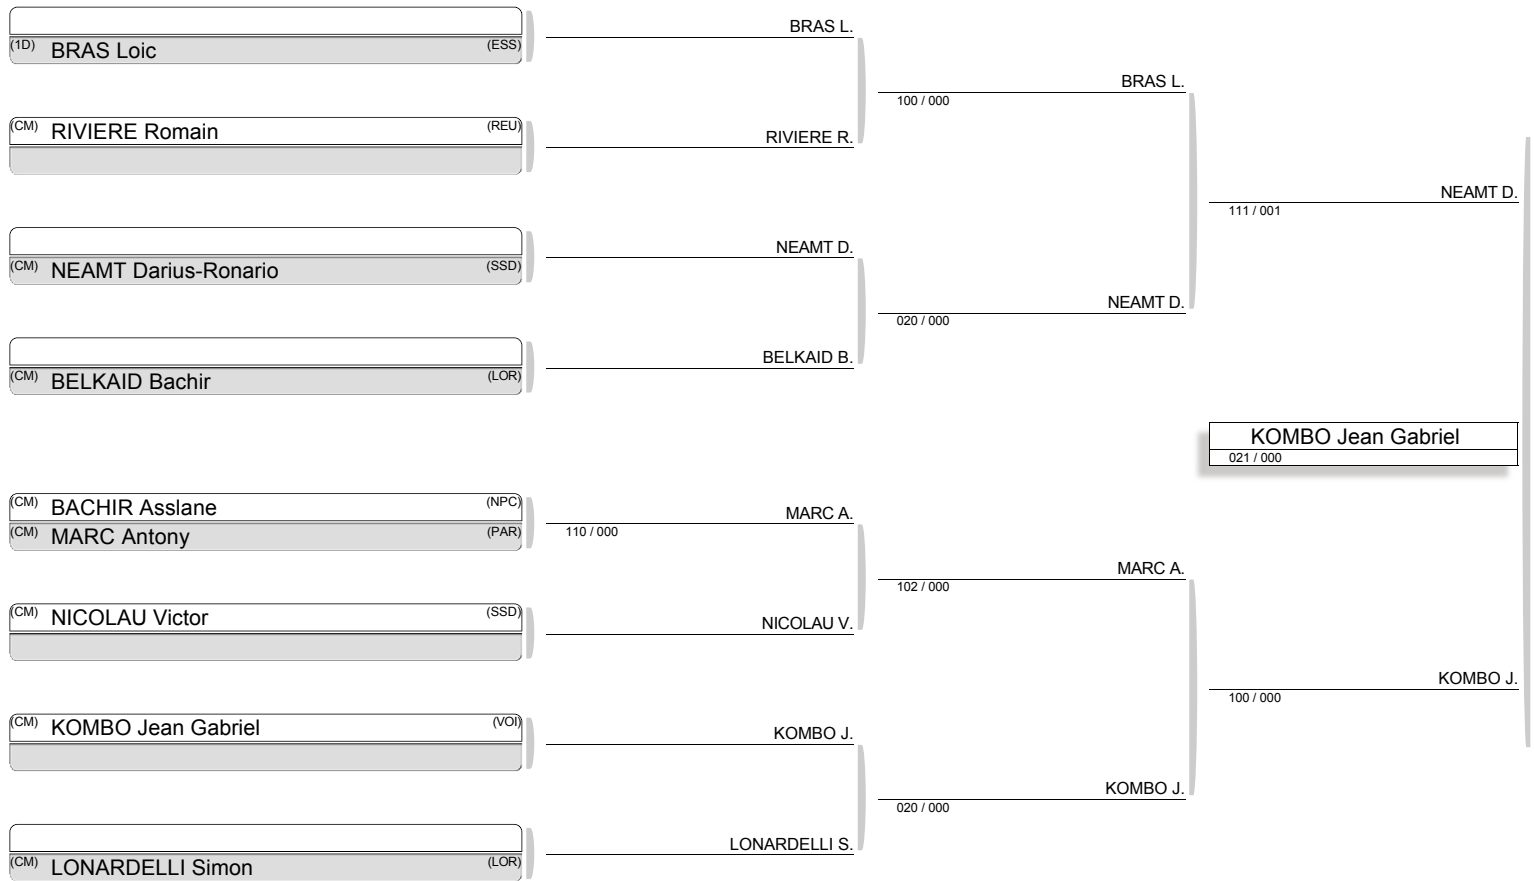 (1D) BRAS Loic (ESS)
(CM) RIVIERE Romain (REU)
(CM) NEAMT Darius-Ronario (SSD)
(CM) BELKAID Bachir (LOR)
(CM) BACHIR Asslane (NPC)
(CM) MARC Antony (PAR)
(CM) NICOLAU Victor (SSD)
(CM) KOMBO Jean Gabriel (VOI)
(CM) LONARDELLI Simon (LOR)
BRAS L.
RIVIERE R.
NEAMT D.
BELKAID B.
MARC A.
110 / 000
NICOLAU V.
KOMBO J.
LONARDELLI S.
BRAS L.
100 / 000
NEAMT D.
020 / 000
MARC A.
102 / 000
KOMBO J.
020 / 000
NEAMT D.
111 / 001
KOMBO Jean Gabriel
021 / 000
KOMBO J.
100 / 000